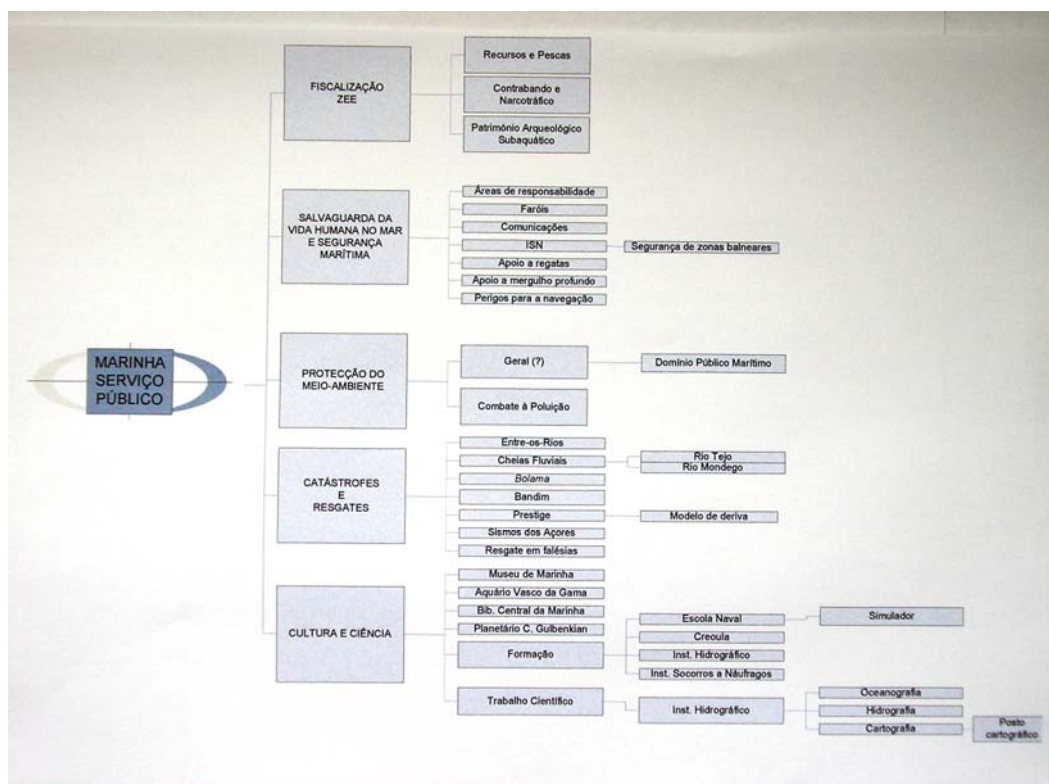 MARINHA
SERVIÇO
PÚBLICO
FISCALIZAÇÃO
ZEE
Recursos e Pescas
Contrabando e
Narcotráfico
Património Arqueológico
Subaquático
SALVAGUARDA DA
VIDA HUMANA NO MAR
E SEGURANÇA
MARÍTIMA
Áreas de responsabilidade
Faróis
Comunicações
ISN
Segurança de zonas balneares
Apoio a regatas
Apoio a mergulho profundo
Perigos para a navegação
PROTECÇÃO DO
MEIO-AMBIENTE
Geral (?)
Domínio Público Marítimo
Combate à Poluição
CATÁSTROFES
E
RESGATES
Entre-os-Rios
Cheias Fluviais
Rio Tejo
Rio Mondego
Bolama
Bandim
Prestige
Modelo de deriva
Sismos dos Açores
Resgate em falésias
CULTURA E CIÊNCIA
Museu de Marinha
Aquário Vasco da Gama
Bib. Central da Marinha
Planetário C. Gulbenkian
Formação
Escola Naval
Simulador
Creoula
Inst. Hidrográfico
Inst. Socorros a Náufragos
Trabalho Científico
Inst. Hidrográfico
Oceanografia
Hidrografia
Cartografia
Posto
cartográfico